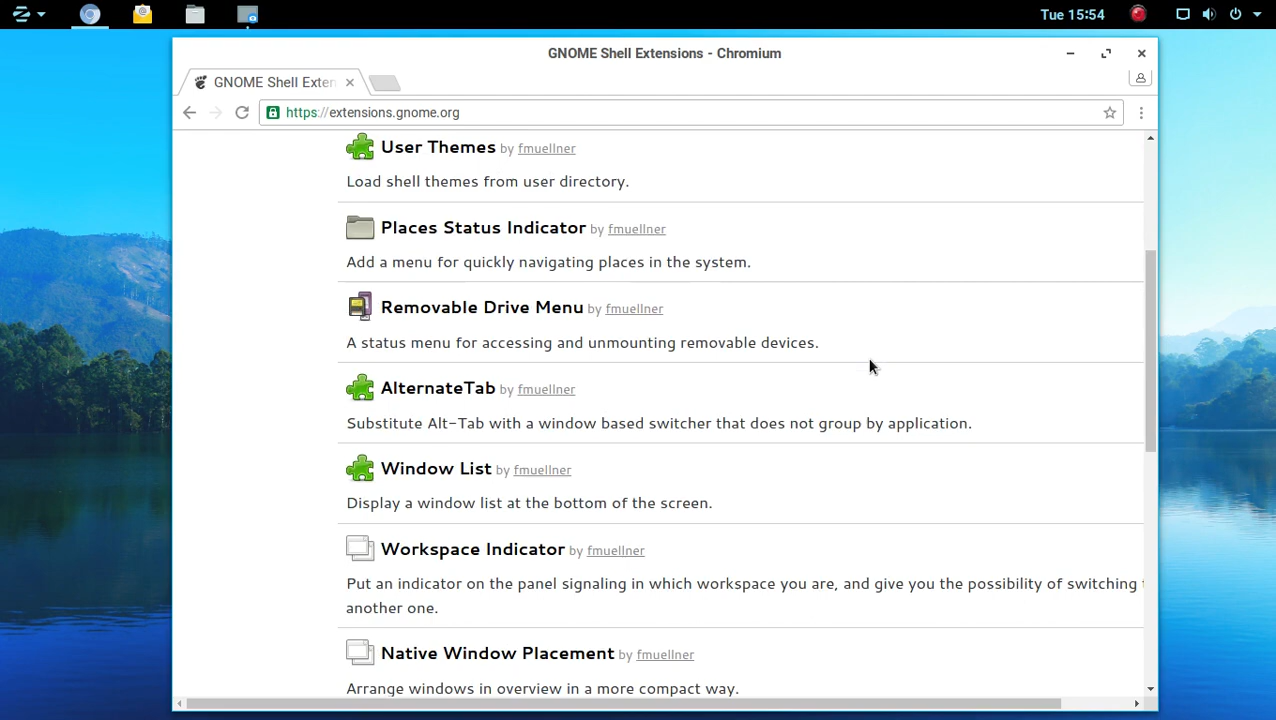 Tue 15:54
GNOME Shell Extensions - Chromium
GNOME Shell Exten
https://extensions.gnome.org
User Themes by fmuellner
Load shell themes from user directory.
Places Status Indicator by fmuellner
Add a menu for quickly navigating places in the system.
Removable Drive Menu by fmuellner
A status menu for accessing and unmounting removable devices.
AlternateTab by fmuellner
Substitute Alt-Tab with a window based switcher that does not group by application.
Window List by fmuellner
Display a window list at the bottom of the screen.
Workspace Indicator by fmuellner
Put an indicator on the panel signaling in which workspace you are, and give you the possibility of switching
another one.
Native Window Placement by fmuellner
Arrange windows in overview in a more compact way.